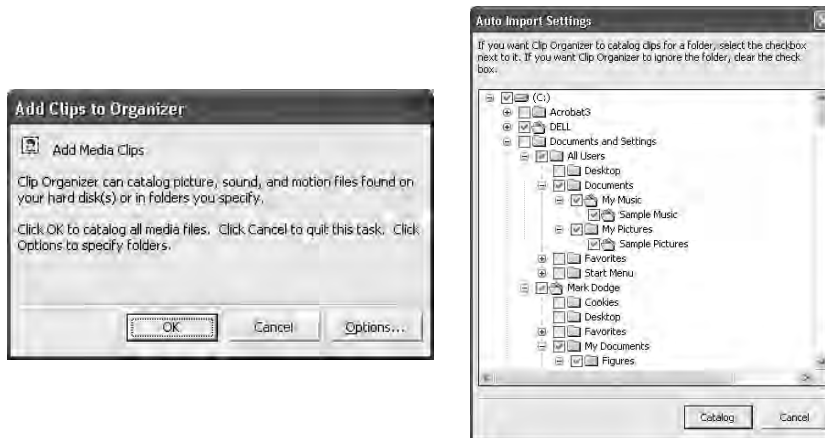 Add Clips to Organizer
Add Media Clips
Clip Organizer can catalog picture, sound, and motion files found on
your hard disk(s) or in folders you specify.
Click OK to catalog all media files. Click Cancel to quit this task. Click
Options to specify folders.
OK Cancel Options...
Auto Import Settings
If you want Clip Organizer to catalog clips for a folder, select the checkbox
next to it. If you want Clip Organizer to ignore the folder, clear the check
box.
(C:)
Acrobat3
DELL
Documents and Settings
All Users
Desktop
Documents
My Music
Sample Music
My Pictures
Sample Pictures
Favorites
Start Menu
Mark Dodge
Cookies
Desktop
Favorites
My Documents
Figures
Catalog Cancel